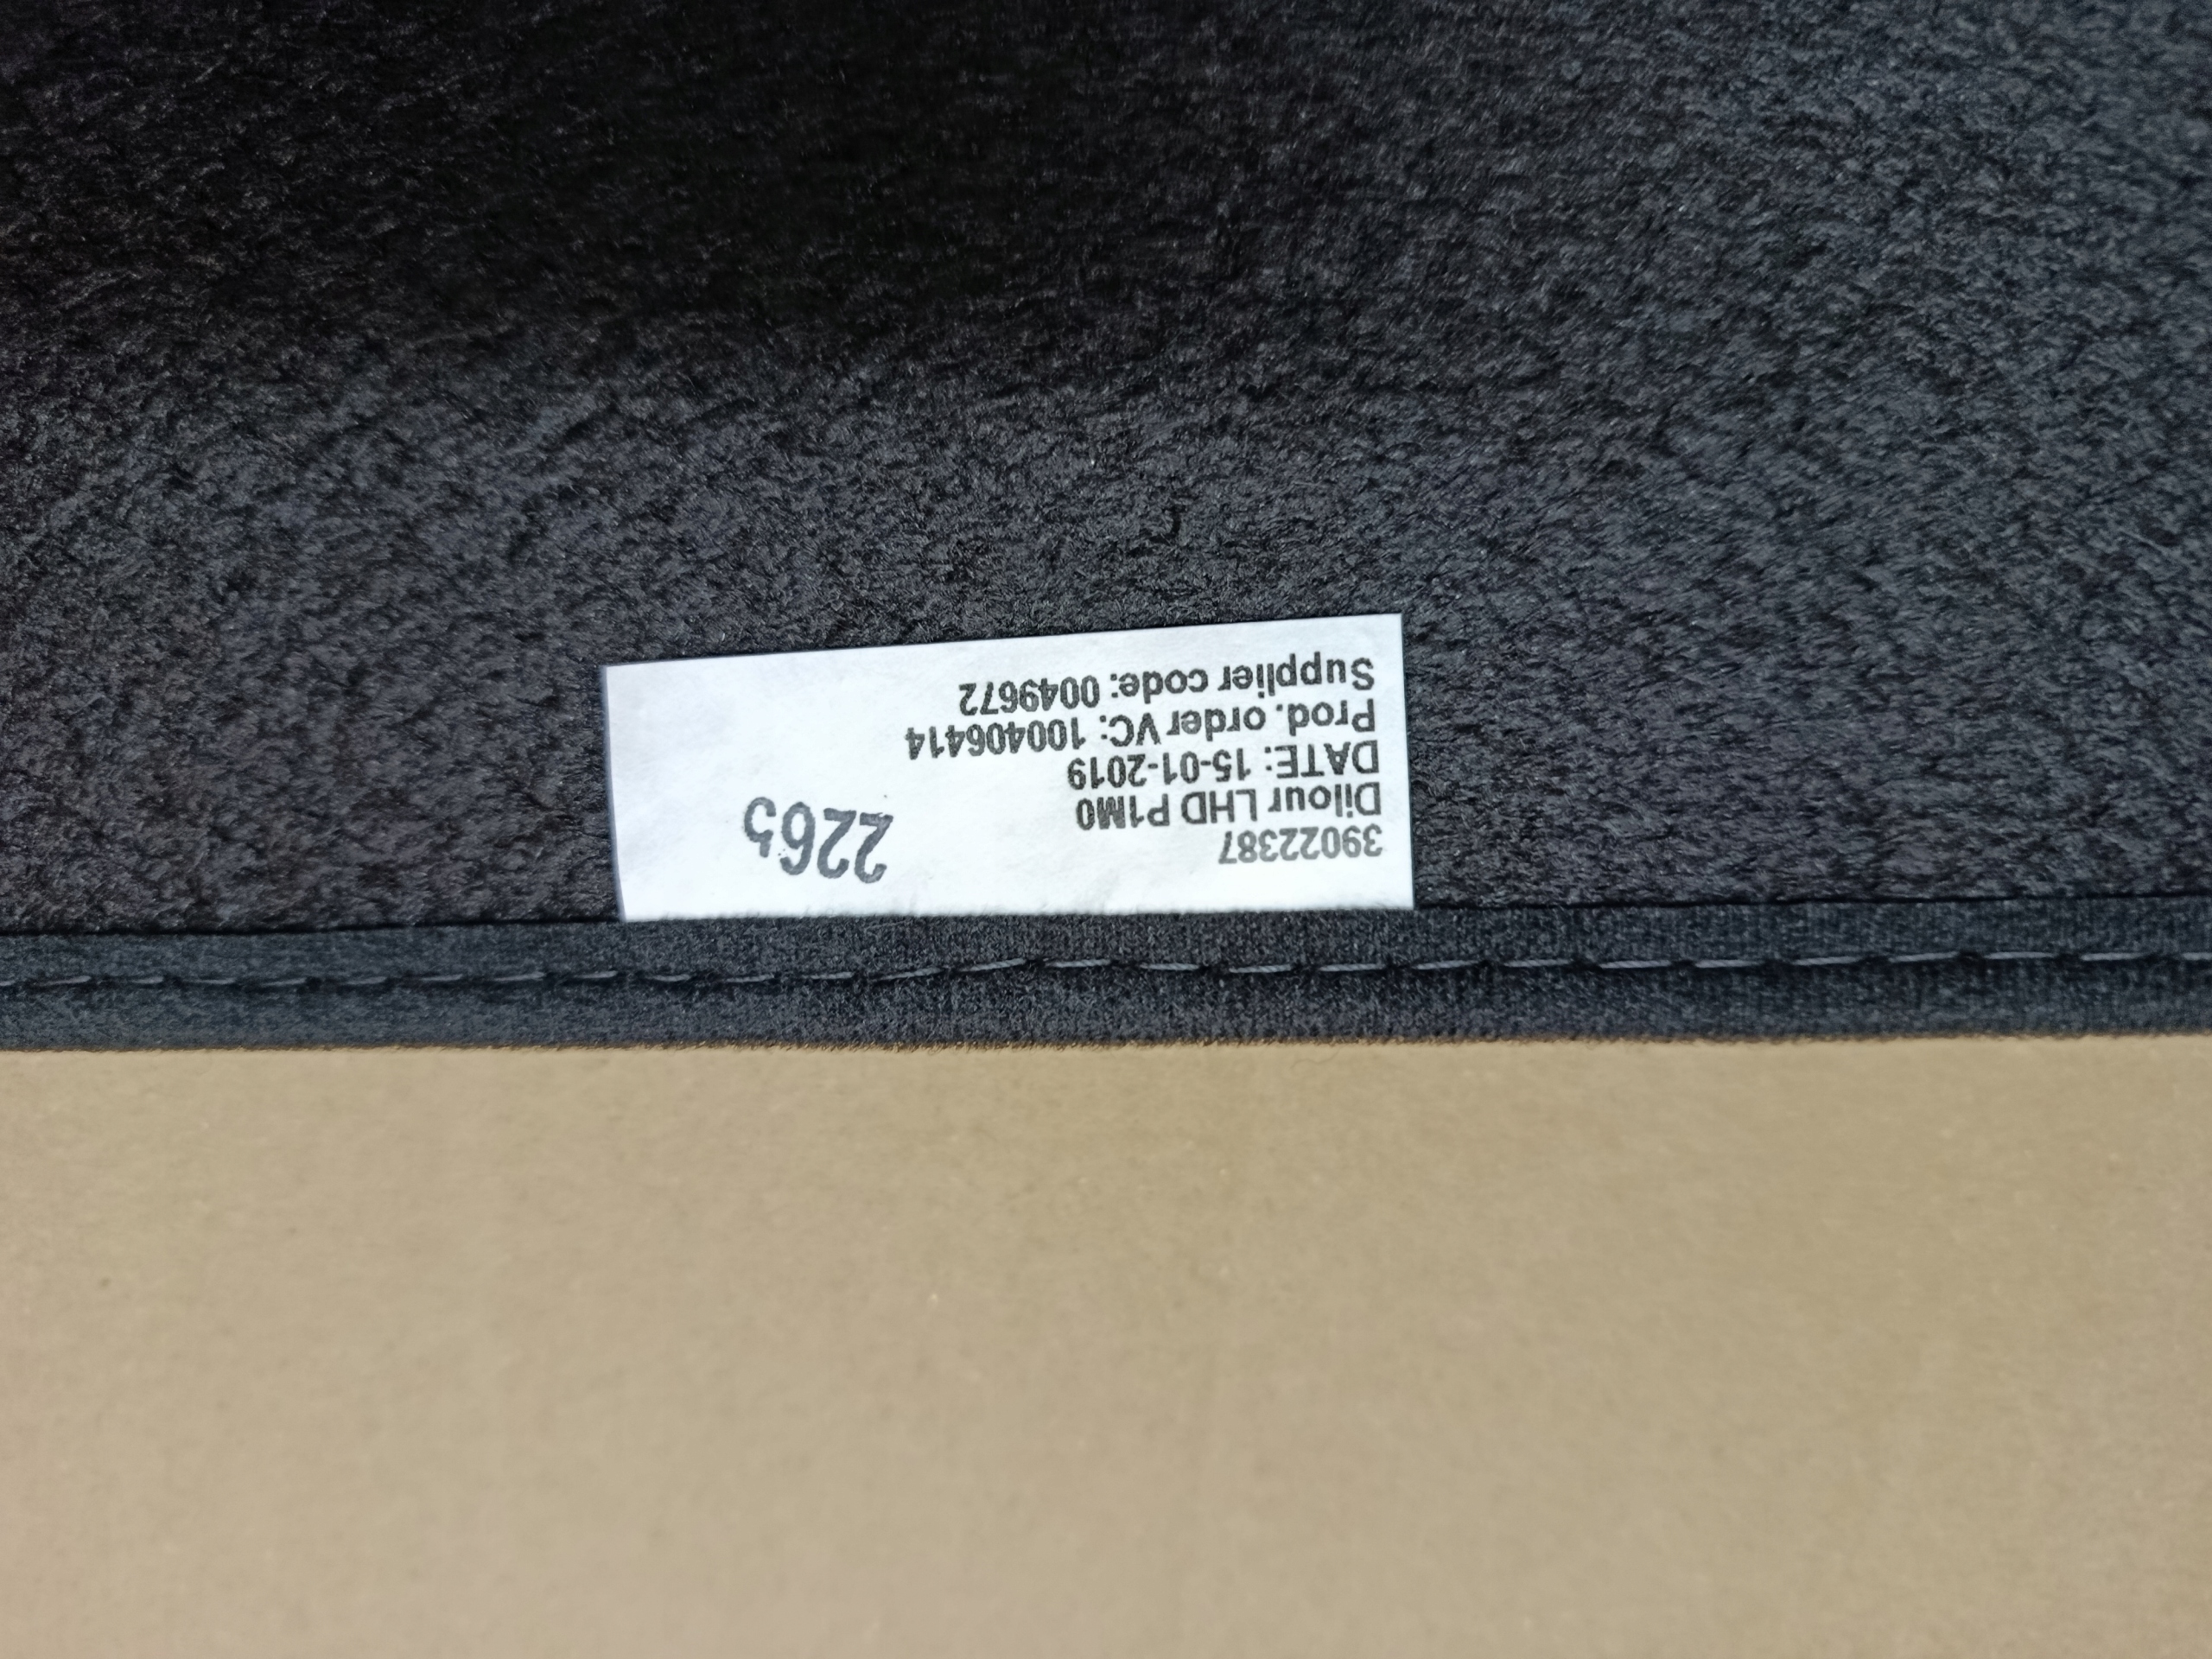 39022387
Dilour LHD P1M0
DATE: 15-01-2019
Prod. order VC: 100406414
Supplier code: 0049672
2265